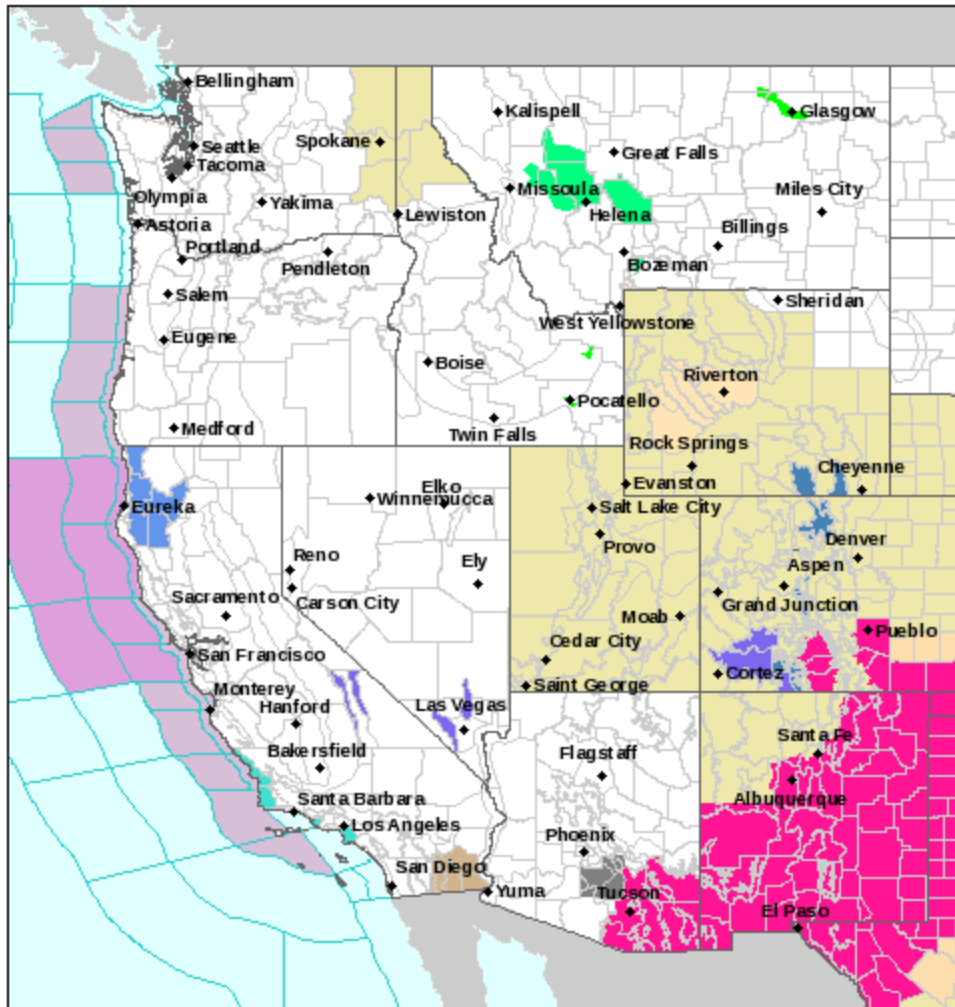 Bellingham
Kalispell
Glasgow
Seattle
Spokane
Great Falls
Tacoma
Missoula
Miles City
Olympia
Yakima
Lewiston
Helena
Astoria
Billings
Portland
Pendleton
Bozeman
Salem
Sheridan
West Yellowstone
Eugene
Boise
Riverton
Pocatello
Medford
Twin Falls
Rock Springs
Cheyenne
Elko
Evanston
Winnemucca
Eureka
Salt Lake City
Denver
Provo
Reno
Ely
Aspen
Sacramento
Carson City
Grand Junction
Moab
Pueblo
Cedar City
San Francisco
Cortez
Saint George
Monterey
Hanford
Las Vegas
Santa Fe
Bakersfield
Flagstaff
Santa Barbara
Albuquerque
Los Angeles
Phoenix
San Diego
Yuma
Tucson
El Paso